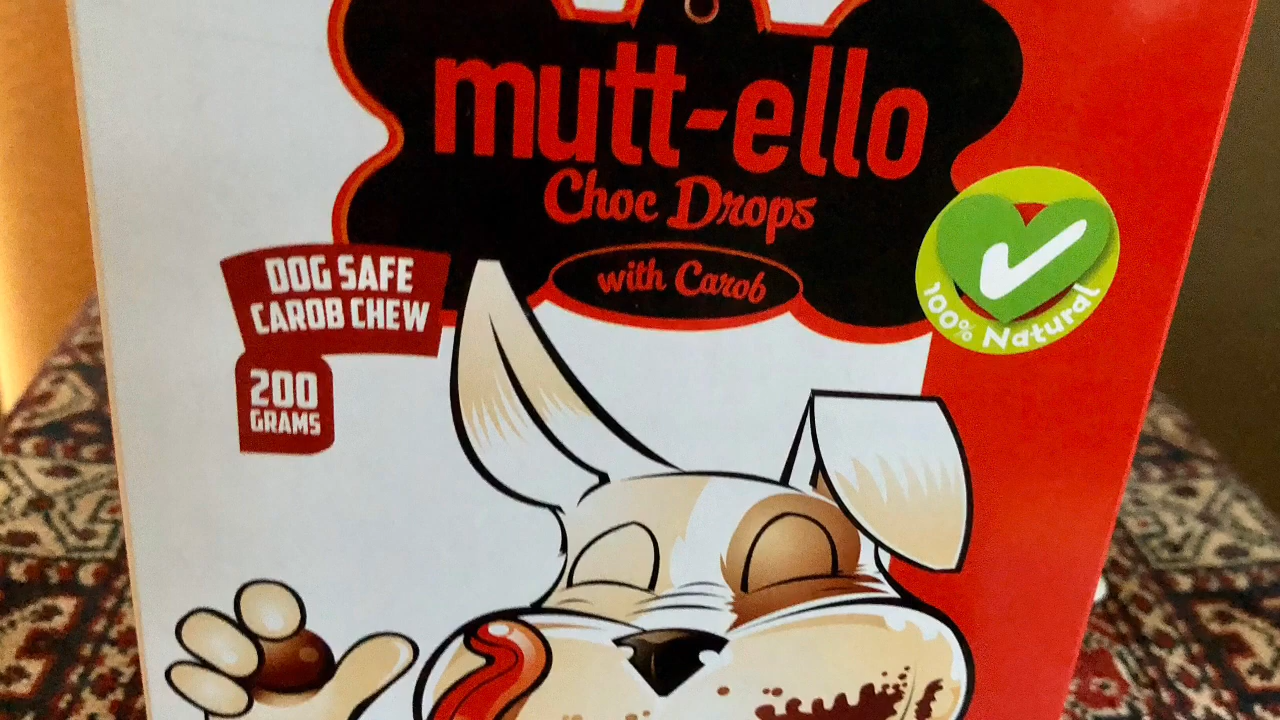 mutt-ello
Choc Drops
with Carob
DOG SAFE
CAROB CHEW
200
GRAMS
100% Natural